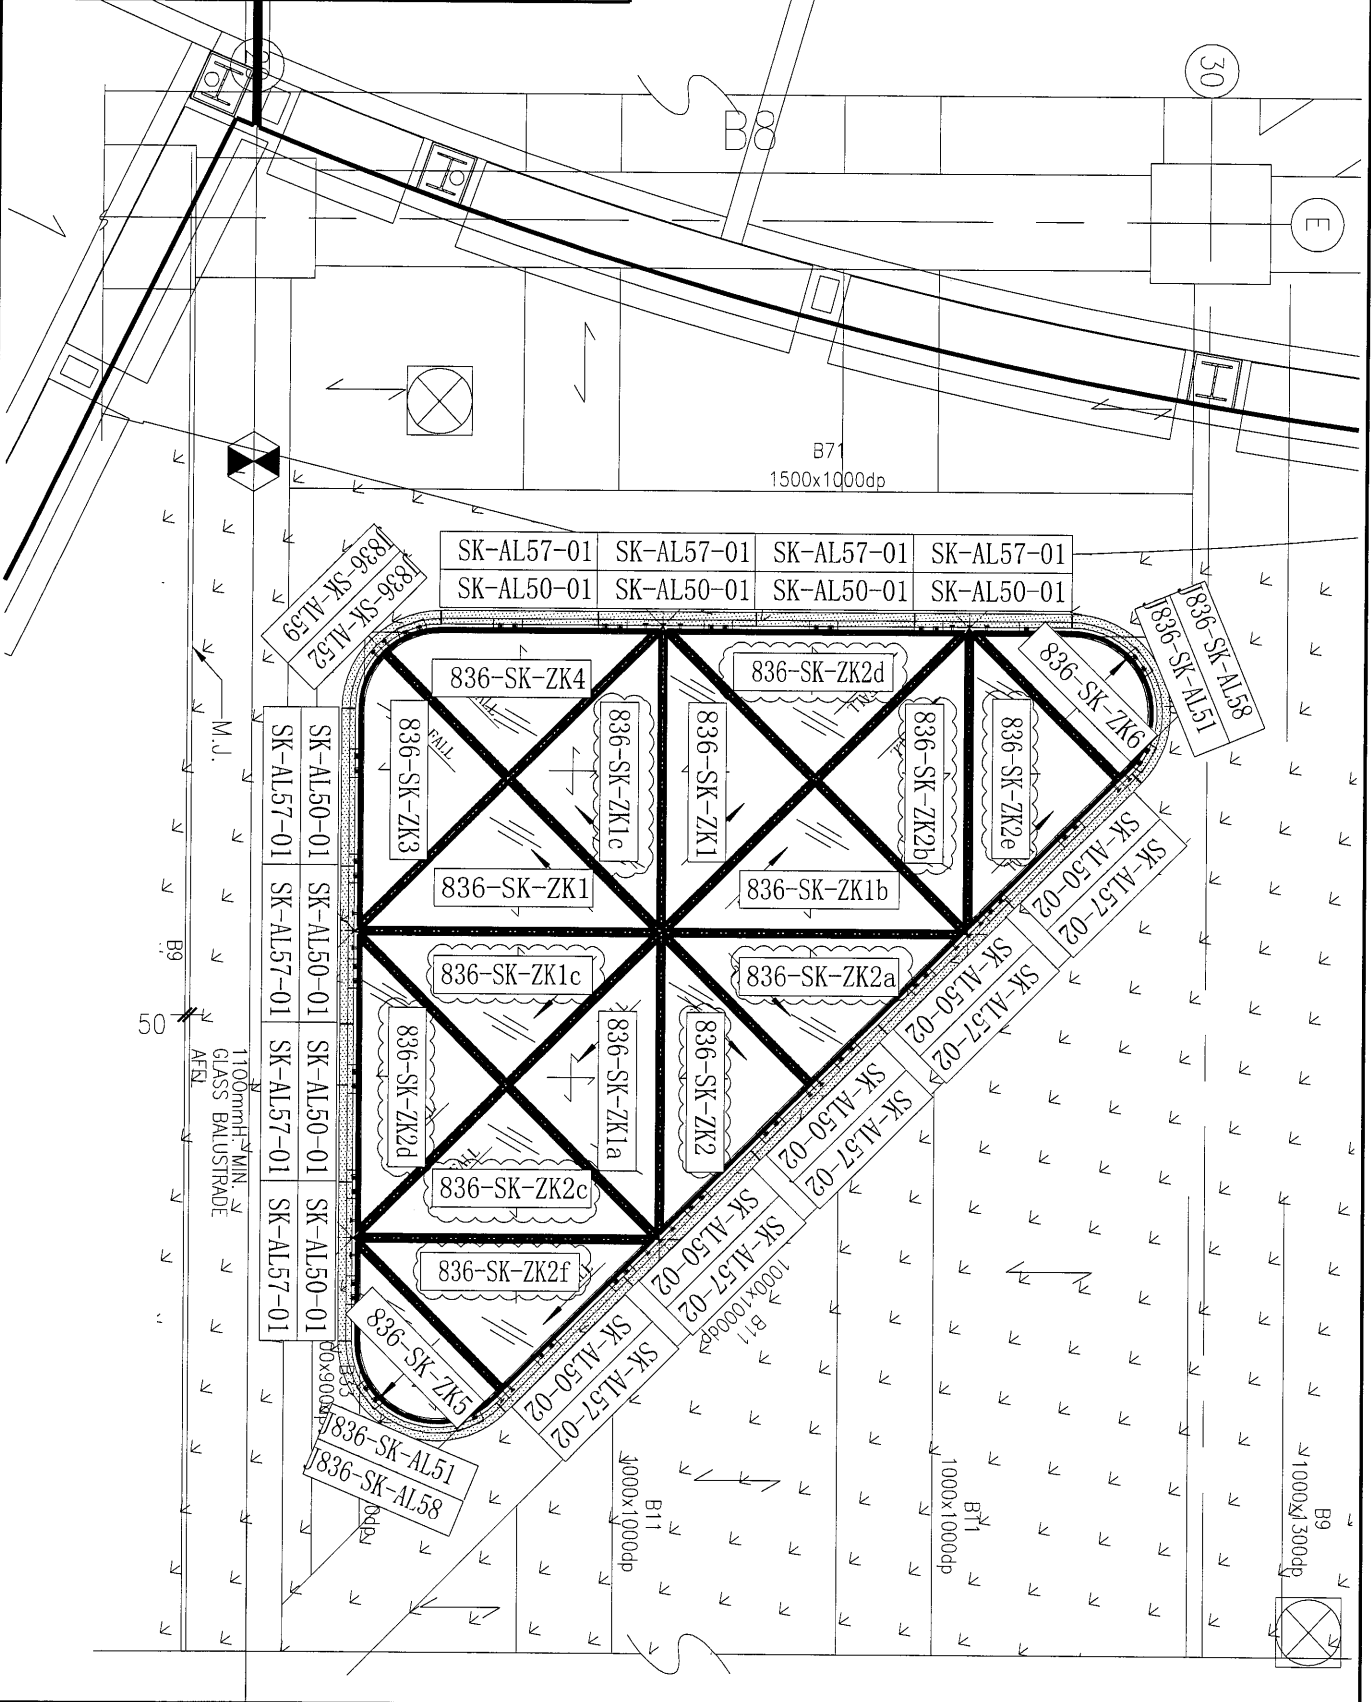 30
B8
E
B71
1500x1000dp
SK-AL57-01 SK-AL57-01 SK-AL57-01 SK-AL57-01
SK-AL50-01 SK-AL50-01 SK-AL50-01 SK-AL50-01
J836-SK-AL59
J836-SK-AL52
J836-SK-AL58
J836-SK-AL51
836-SK-ZK4
836-SK-ZK2d
836-SK-ZK6
836-SK-ZK3
FALL
836-SK-ZK1c
836-SK-ZK1
836-SK-ZK2b
836-SK-ZK2e
836-SK-ZK1
836-SK-ZK1b
M.J.
SK-AL50-01 SK-AL50-01 SK-AL50-01 SK-AL50-01
SK-AL57-01 SK-AL57-01 SK-AL57-01 SK-AL57-01
836-SK-ZK1c
836-SK-ZK2a
836-SK-ZK2d
836-SK-ZK1a
836-SK-ZK2
836-SK-ZK2c
836-SK-ZK2f
836-SK-ZK5
SK-AL57-02
SK-AL50-02
SK-AL57-02
SK-AL50-02
SK-AL57-02
SK-AL50-02
SK-AL57-02
SK-AL50-02
SK-AL57-02
SK-AL50-02
B9
50
1100mmH. MIN.
GLASS BALUSTRADE
AFFL
B11
1000x1000dp
B33
J836-SK-AL51
J836-SK-AL58
B11
1000x1000dp
B11
1000x1000dp
B9
1000x1300dp